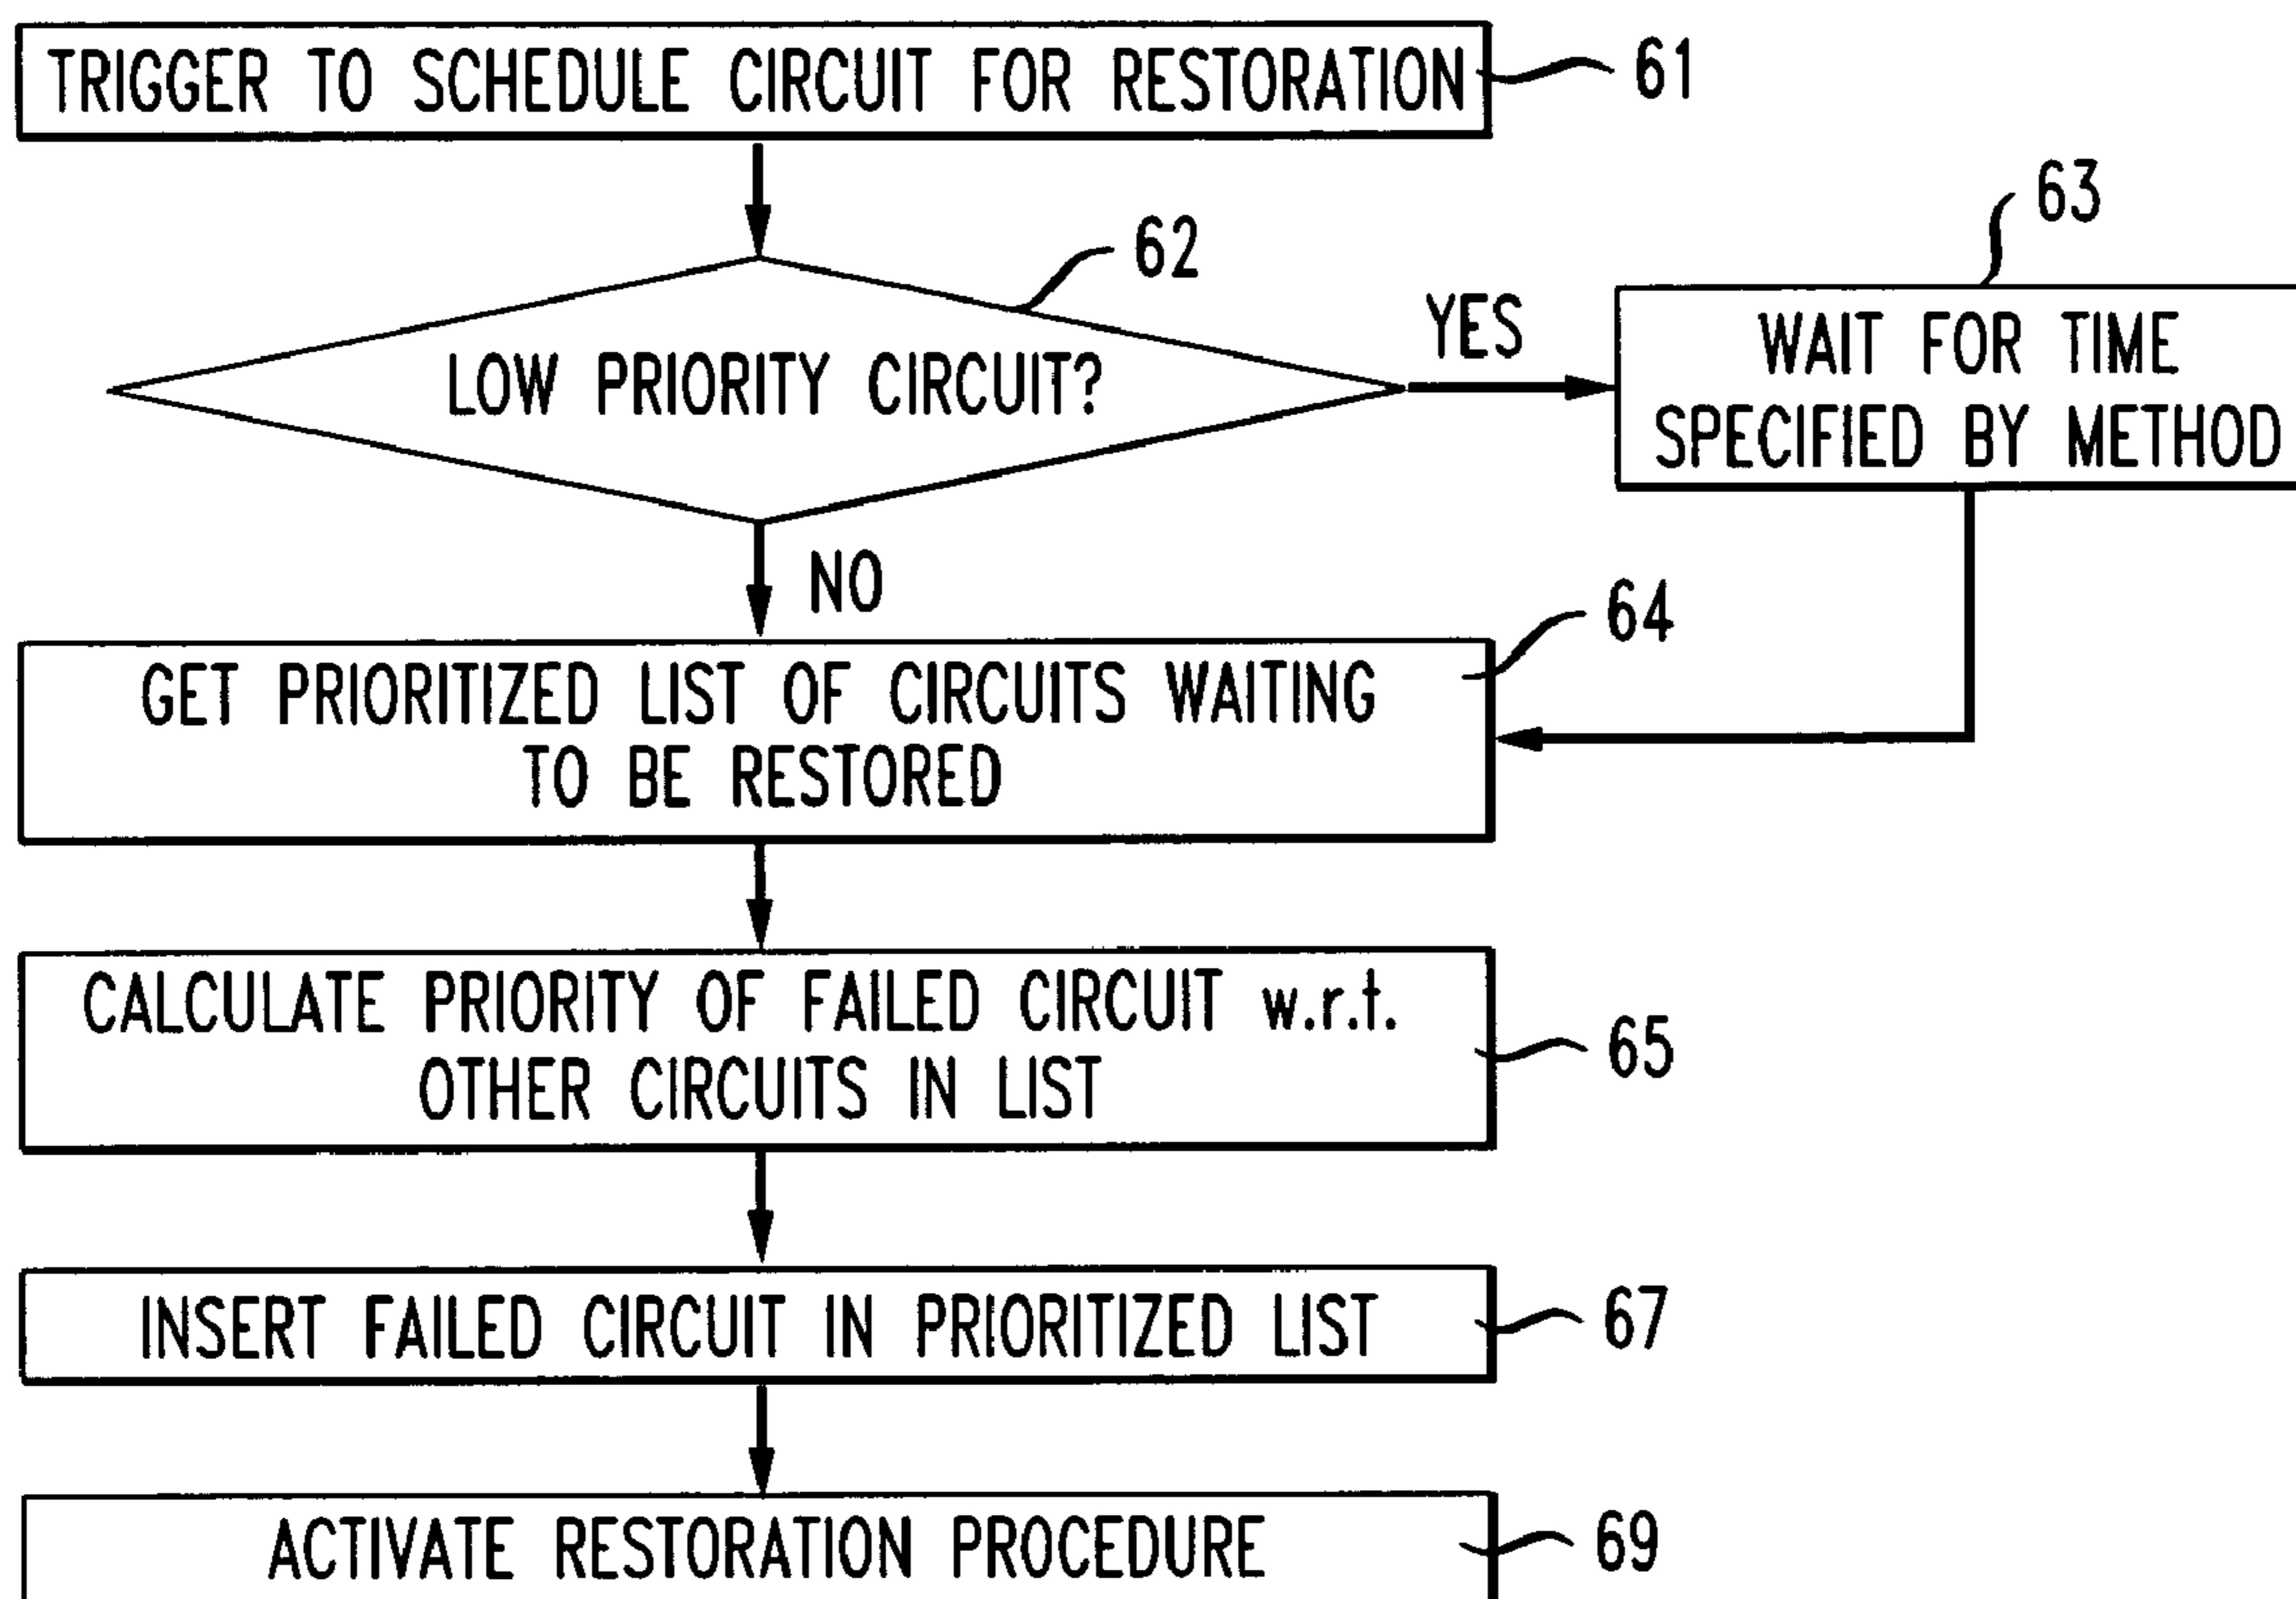 TRIGGER TO SCHEDULE CIRCUIT FOR RESTORATION
61
62
LOW PRIORITY CIRCUIT?
YES
63
WAIT FOR TIME
SPECIFIED BY METHOD
NO
64
GET PRIORITIZED LIST OF CIRCUITS WAITING
TO BE RESTORED
CALCULATE PRIORITY OF FAILED CIRCUIT w.r.t.
OTHER CIRCUITS IN LIST
65
INSERT FAILED CIRCUIT IN PRIORITIZED LIST
67
ACTIVATE RESTORATION PROCEDURE
69